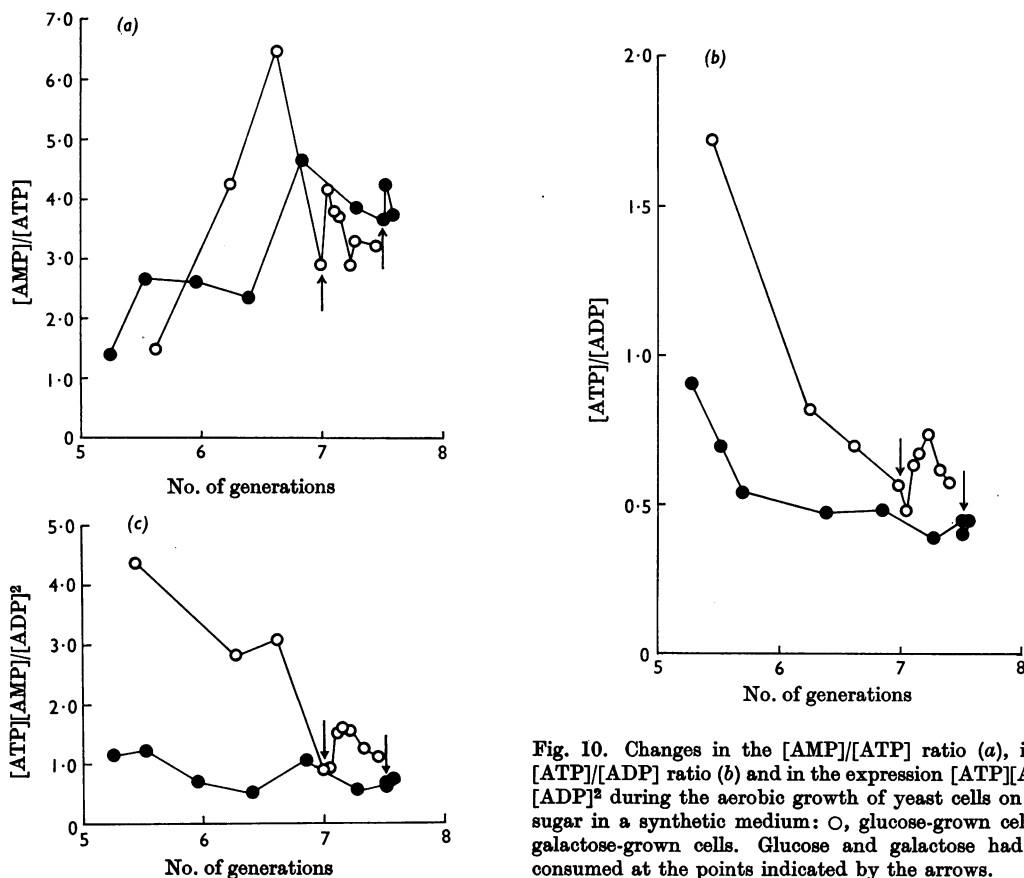 (a)
7·0
6·0
5·0
4·0
3·0
2·0
1·0
0
[AMP]/[ATP]
5 6 7 8
No. of generations
(b)
2·0
1·5
1·0
0·5
0
[ATP]/[ADP]
5 6 7 8
No. of generations
(c)
5·0
4·0
3·0
2·0
1·0
0
[ATP][AMP]/[ADP]²
5 6 7 8
No. of generations
Fig. 10. Changes in the [AMP]/[ATP] ratio (a),
[ATP]/[ADP] ratio (b) and in the expression
[ADP]² during the aerobic growth of yeast cells on
sugar in a synthetic medium: ○, glucose-grown
galactose-grown cells. Glucose and galactose had
consumed at the points indicated by the arrows.